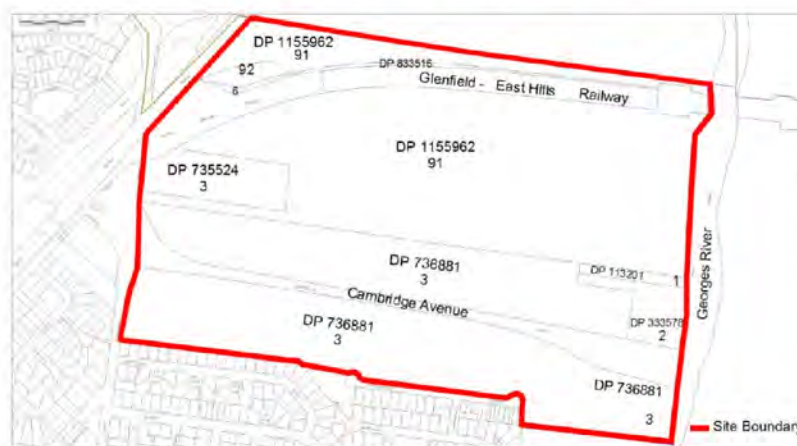 DP 1155962
91
92
6
DP 833516
Glenfield - East Hills Railway
DP 1155962
91
DP 735524
3
DP 736881
3
DP 113201
1
Georges River
Cambridge Avenue
DP 333578
2
DP 736881
3
DP 736881
3
Site Boundary